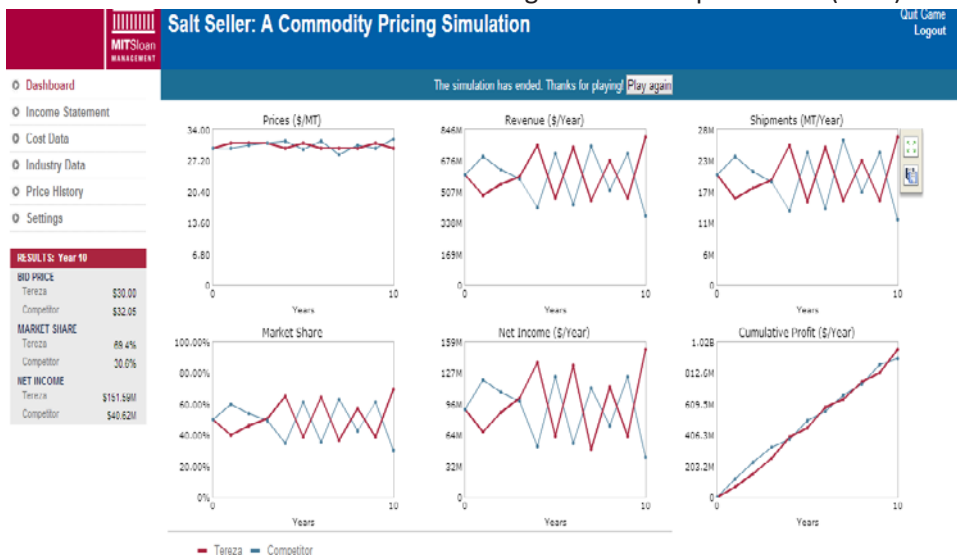 MITSloan
MANAGEMENT
Salt Seller: A Commodity Pricing Simulation
Quit Game
Logout
The simulation has ended. Thanks for playing! Play again
Dashboard
Income Statement
Cost Data
Industry Data
Price History
Settings
RESULTS: Year 10
BID PRICE
Tereza $30.00
Competitor $32.05
MARKET SHARE
Tereza 69.4%
Competitor 30.6%
NET INCOME
Tereza $151.59M
Competitor $40.62M
Prices ($/MT)
34.00
27.20
20.40
13.60
6.80
0
0 10
Years
Revenue ($/Year)
846M
676M
507M
169M
0
0 10
Years
Shipments (MT/Year)
28M
23M
17M
11M
6M
0
0 10
Years
Market Share
100.00%
80.00%
60.00%
40.00%
20.00%
0%
0 10
Years
Net Income ($/Year)
159M
127M
96M
64M
32M
0
0 10
Years
Cumulative Profit ($/Year)
1.02B
812.6M
609.5M
406.3M
203.2M
0
0 10
Years
Tereza Competitor